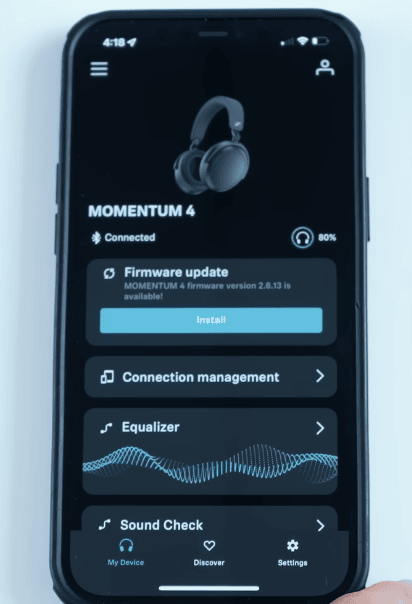 4:18
MOMENTUM 4
Connected
80%
Firmware update
MOMENTUM 4 firmware version 2.8.13 is
available!
Install
Connection management
Equalizer
Sound Check
My Device
Discover
Settings